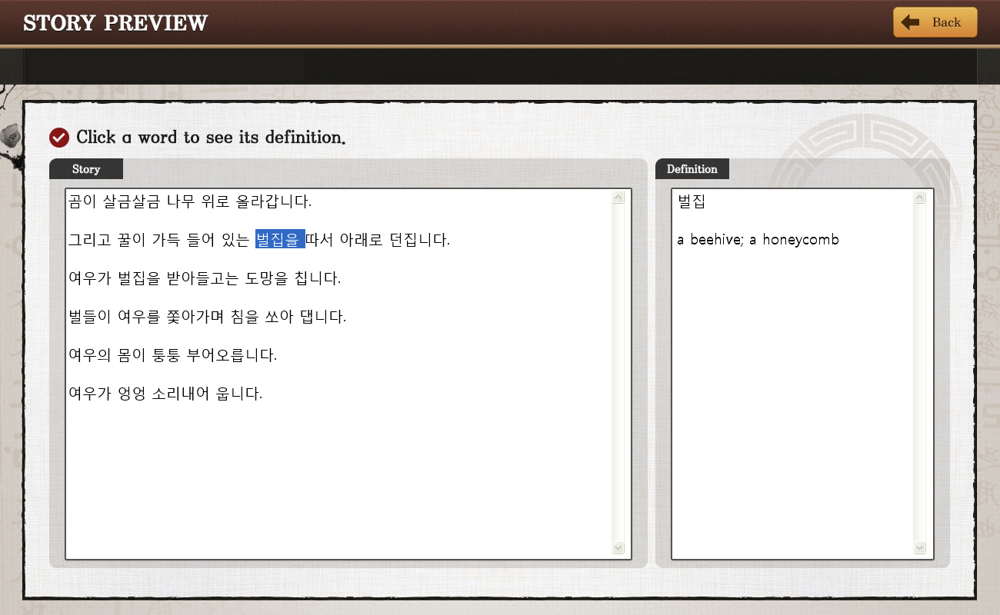 STORY PREVIEW
Back
Click a word to see its definition.
Story
곰이 살금살금 나무 위로 올라갑니다.
그리고 꿀이 가득 들어 있는 벌집을 따서 아래로 던집니다.
여우가 벌집을 받아들고는 도망을 칩니다.
벌들이 여우를 쫓아가며 침을 쏘아 댑니다.
여우의 몸이 퉁퉁 부어오릅니다.
여우가 엉엉 소리내어 웁니다.
Definition
벌집
a beehive; a honeycomb